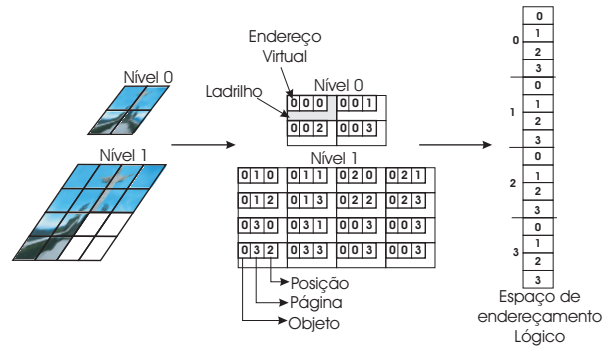 Nível 0
Nível 1
Endereço
Virtual
Ladrilho
Nível 0
0 0 0 0 0 1
0 0 2 0 0 3
Nível 1
0 1 0 0 1 1 0 2 0 0 2 1
0 1 2 0 1 3 0 2 2 0 2 3
0 3 0 0 3 1 0 0 3 0 0 3
0 3 2 0 3 3 0 0 3 0 0 3
Posição
Página
Objeto
0
0
1
2
3
1
0
1
2
3
2
0
1
2
3
3
0
1
2
3
Espaço de
endereçamento
Lógico